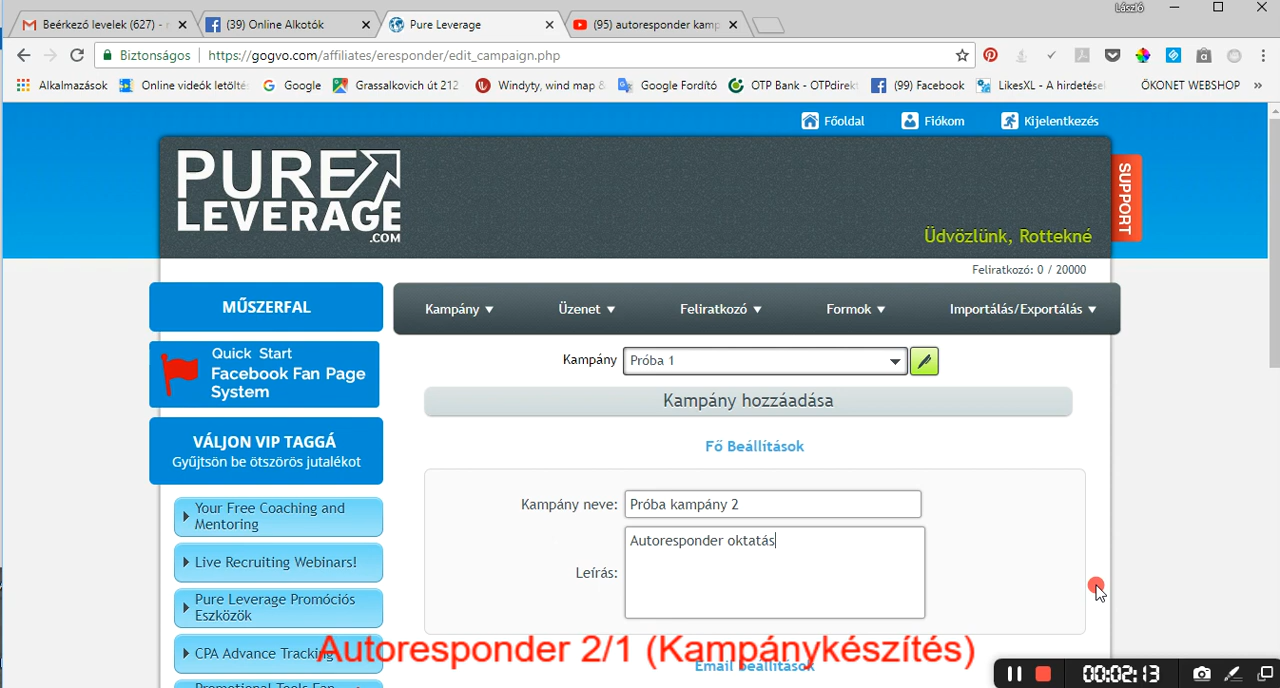 László
Beérkező levelek (627) - r
(39) Online Alkotók
Pure Leverage
(95) autoresponder kamp
Biztonságos
https://gogvo.com/affiliates/eresponder/edit_campaign.php
Alkalmazások
Online videók letöltés
Google
Grassalkovich út 212
Windyty, wind map &
Google Fordító
OTP Bank - OTPdirekt
(99) Facebook
LikesXL - A hirdetése
ÖKONET WEBSHOP
»
Főoldal
Fiókom
Kijelentkezés
PURE
LEVERAGE
.COM
SUPPORT
Üdvözlünk, Rottekné
Feliratkozó: 0 / 20000
MŰSZERFAL
Kampány ▼
Üzenet ▼
Feliratkozó ▼
Formok ▼
Importálás/Exportálás ▼
Quick Start
Facebook Fan Page
System
Kampány
Próba 1
Kampány hozzáadása
VÁLJON VIP TAGGÁ
Gyűjtsön be ötszörös jutalékot
Fő Beállítások
Your Free Coaching and
Mentoring
Kampány neve:
Próba kampány 2
Live Recruiting Webinars!
Leírás:
Autoresponder oktatás
Pure Leverage Promóciós
Eszközök
CPA Advance Tracking
Autoresponder 2/1 (Kampánykészítés)
Email beállítások
Promotional Tools Fan
00:02:13